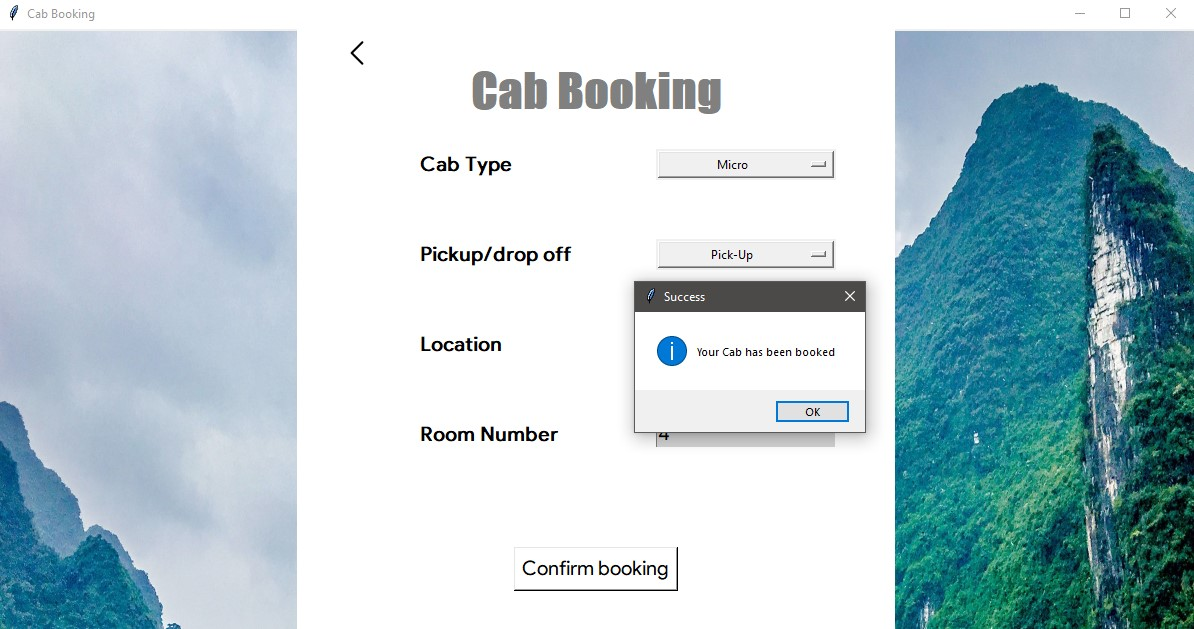 Cab Booking
Cab Booking
Cab Type
Micro
Pickup/drop off
Pick-Up
Success
Location
Your Cab has been booked
OK
Room Number
4
Confirm booking